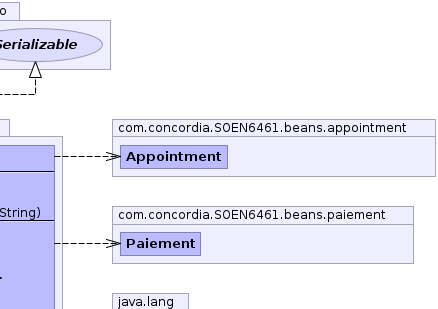 o
Serializable
com.concordia.SOEN6461.beans.appointment
Appointment
String)
com.concordia.SOEN6461.beans.paiement
Paiement
java.lang